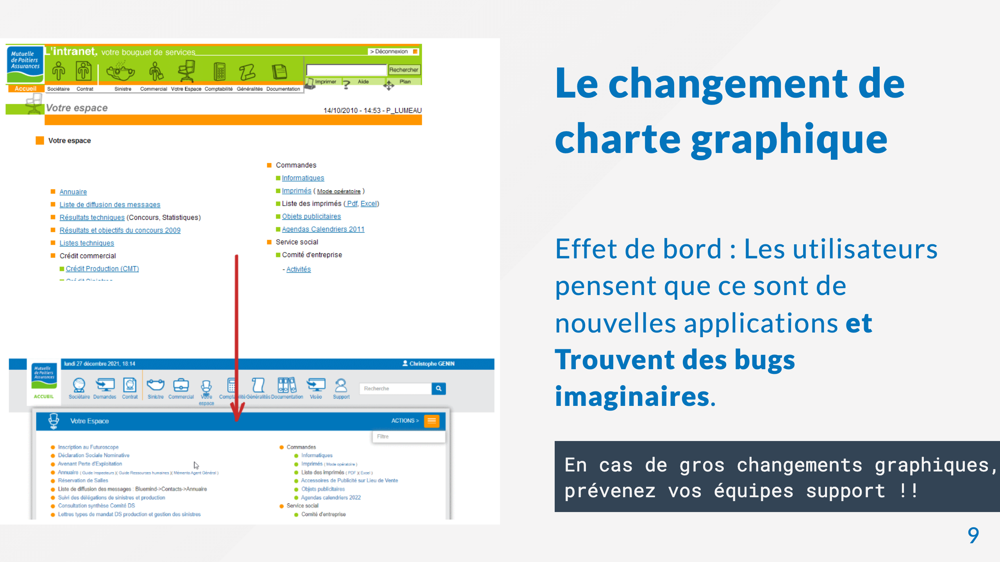 Mutuelle
de Poitiers
Assurances
L'intranet, votre bouquet de services
> Déconnexion
Rechercher
Imprimer ? Aide Plan
Accueil Sociétaire Contrat Sinistre Commercial Votre Espace Comptabilité Généralités Documentation
Votre espace
14/10/2010 - 14:53 - P_LUMEAU
Votre espace
Annuaire
Liste de diffusion des messages
Résultats techniques (Concours, Statistiques)
Résultats et objectifs du concours 2009
Listes techniques
Crédit commercial
Crédit Production (CMT)
Crédit Sinistres
Commandes
Informatiques
Imprimés ( Mode opératoire )
Liste des imprimés ( Pdf, Excel)
Objets publicitaires
Agendas Calendriers 2011
Service social
Comité d'entreprise
- Activités
lundi 27 décembre 2021, 18:14
Christophe GENIN
Mutuelle
de Poitiers
Assurances
ACCUEIL
Sociétaire Demandes Contrat Sinistre Commercial Votre espace Comptabilité Généralités Documentation Viséo Support
Recherche
Votre Espace
ACTIONS >
Filtre
Inscription au Futuroscope
Déclaration Sociale Nominative
Avenant Perte d'Exploitation
Annuaire ( Guide Inspecteurs )( Guide Ressources humaines )( Mémento Agent Général )
Réservation de Salles
Liste de diffusion des messages : Bluemind->Contacts->Annuaire
Suivi des délégations de sinistres et production
Consultation synthèse Comité DS
Lettres types de mandat DS production et gestion des sinistres
Commandes
Informatiques
Imprimés ( Mode opératoire )
Liste des imprimés ( PDF )( Excel )
Accessoires de Publicité sur Lieu de Vente
Objets publicitaires
Agendas calendriers 2022
Service social
Comité d'entreprise
Le changement de
charte graphique
Effet de bord : Les utilisateurs
pensent que ce sont de
nouvelles applications et
Trouvent des bugs
imaginaires.
En cas de gros changements graphiques,
prévenez vos équipes support !!
9